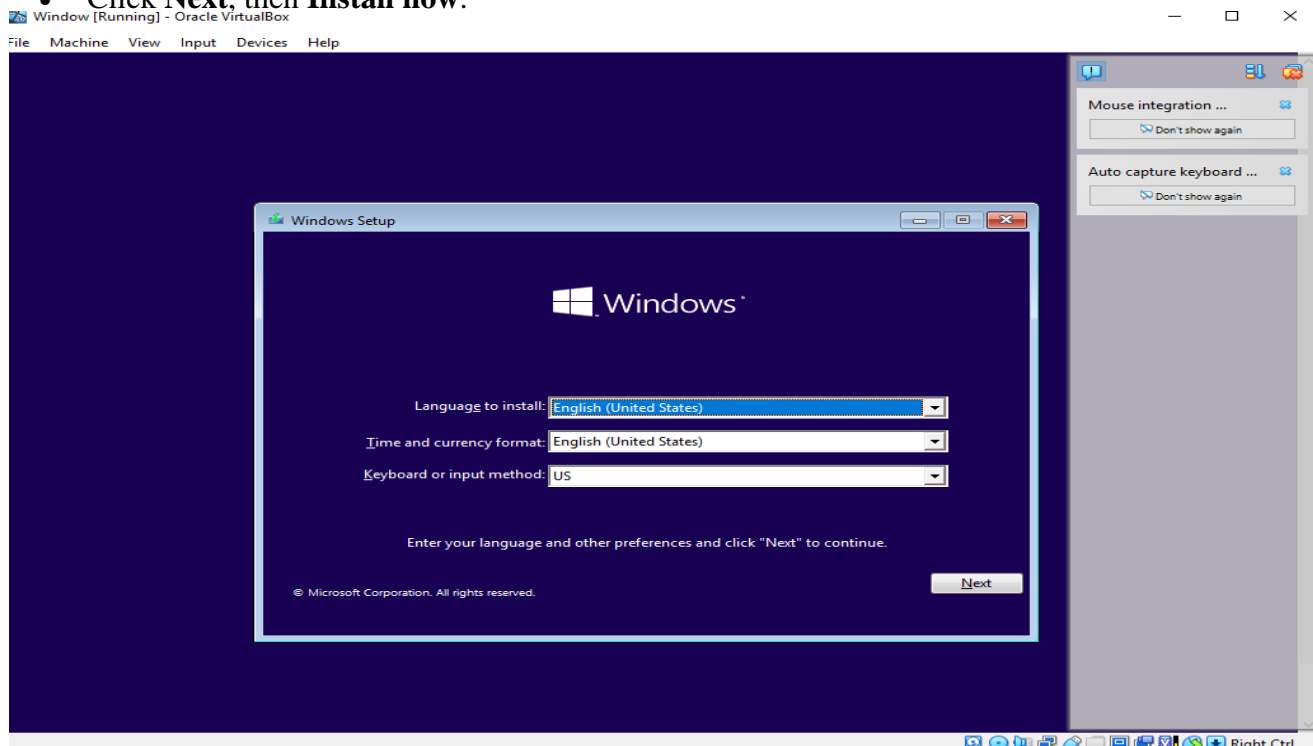 • Click Next, then Install now.
Window [Running] - Oracle VirtualBox
File Machine View Input Devices Help
Mouse integration ...
Don't show again
Auto capture keyboard ...
Don't show again
Windows Setup
Windows
Language to install: English (United States)
Time and currency format: English (United States)
Keyboard or input method: US
Enter your language and other preferences and click "Next" to continue.
Next
© Microsoft Corporation. All rights reserved.
Right Ctrl